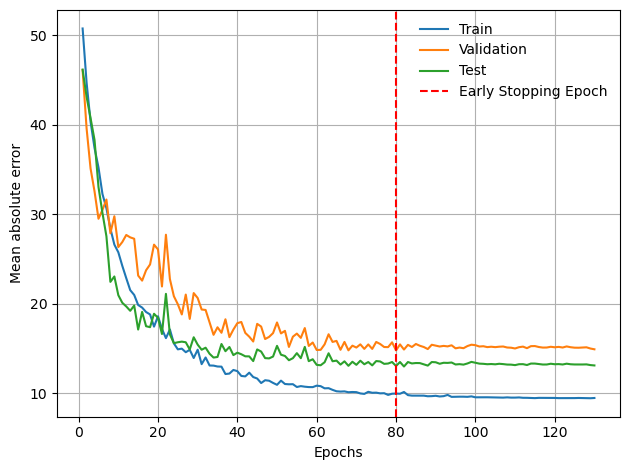 Train
Validation
Test
Early Stopping Epoch
Mean absolute error
50
40
30
20
10
0 20 40 60 80 100 120
Epochs